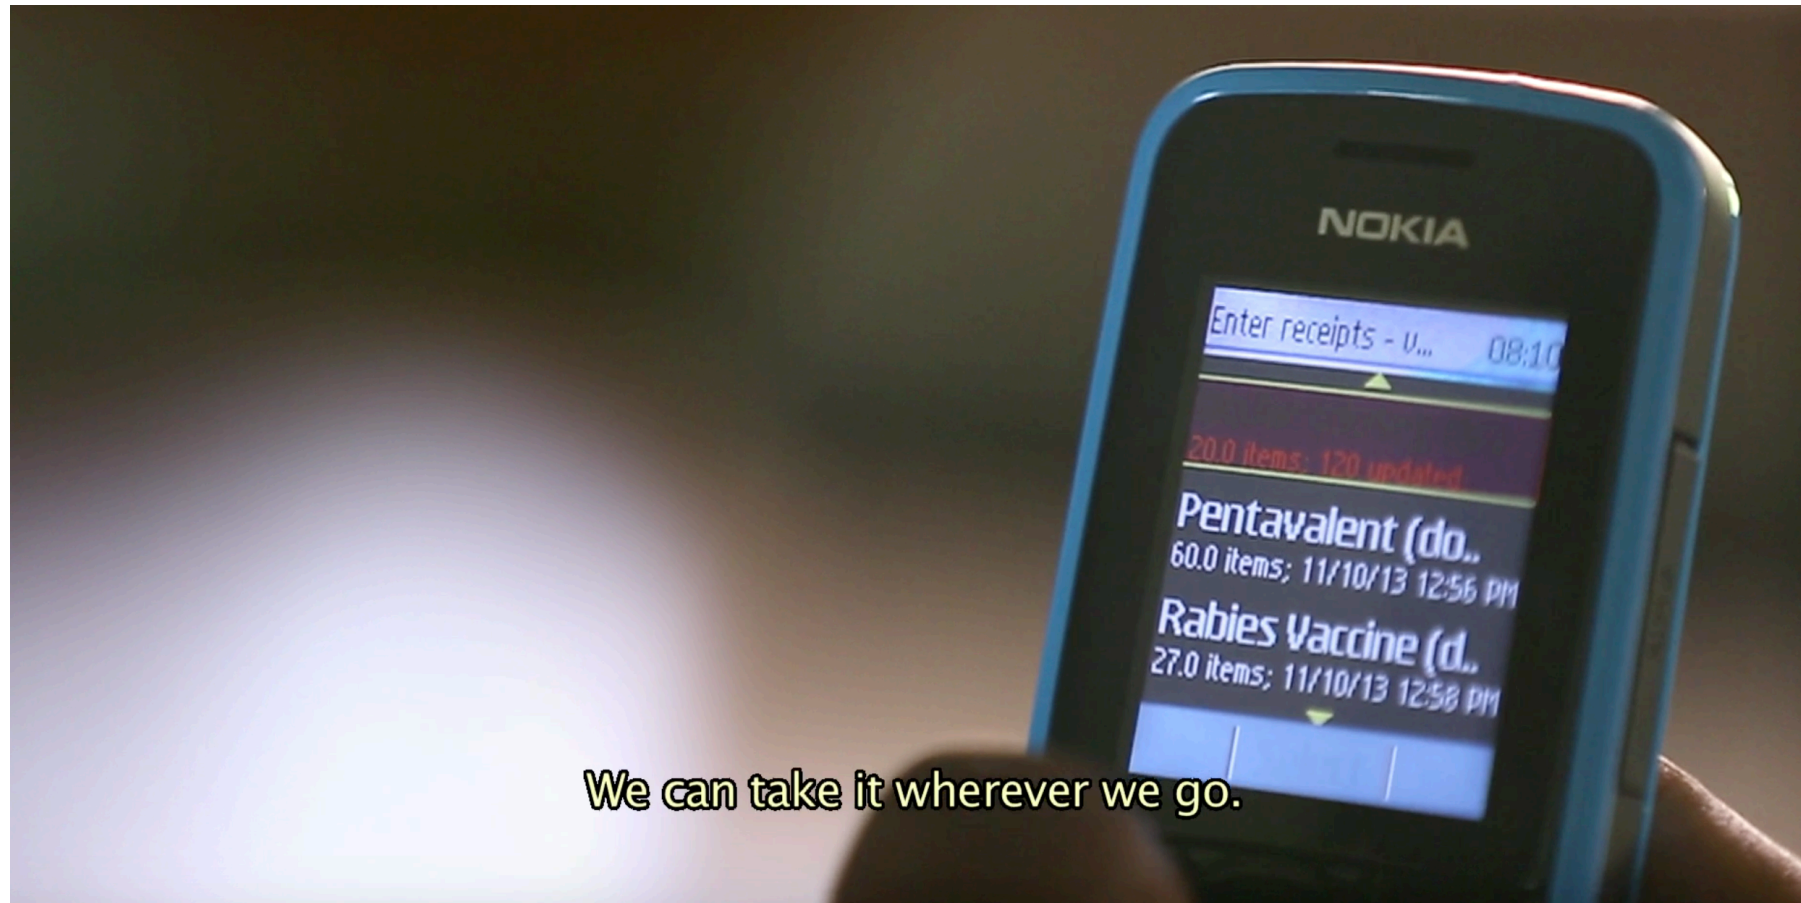 NOKIA
Enter receipts - v... 08:10
20.0 items; 120 updated
Pentavalent (do..
60.0 items; 11/10/13 12:56 PM
Rabies Vaccine (d..
27.0 items; 11/10/13 12:58 PM
We can take it wherever we go.